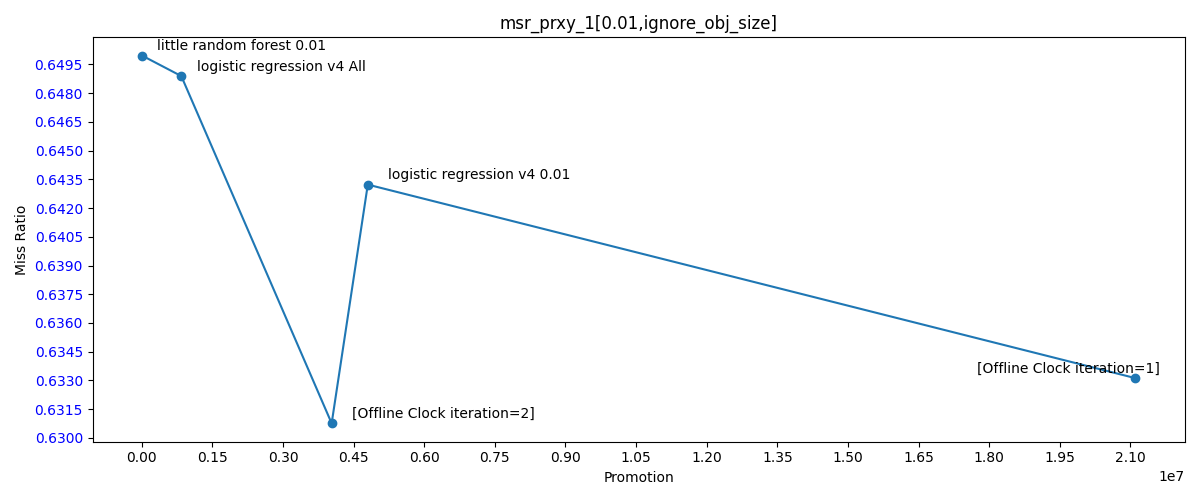 msr_prxy_1[0.01,ignore_obj_size]
little random forest 0.01
logistic regression v4 All
logistic regression v4 0.01
[Offline Clock iteration=1]
[Offline Clock iteration=2]
Miss Ratio
0.6495
0.6480
0.6465
0.6450
0.6435
0.6420
0.6405
0.6390
0.6375
0.6360
0.6345
0.6330
0.6315
0.6300
0.00 0.15 0.30 0.45 0.60 0.75 0.90 1.05 1.20 1.35 1.50 1.65 1.80 1.95 2.10
1e7
Promotion